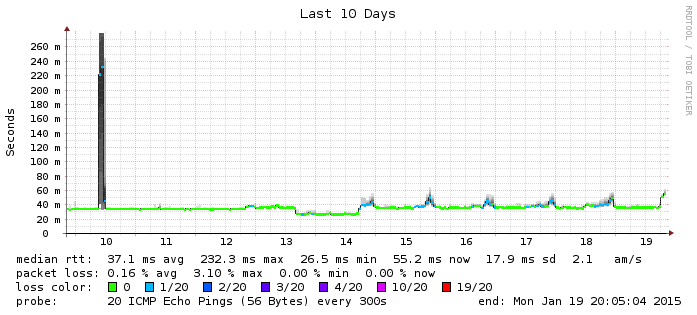 Last 10 Days
RRDTOOL / TOBI OETIKER
Seconds
260 m
240 m
220 m
200 m
180 m
160 m
140 m
120 m
100 m
80 m
60 m
40 m
20 m
0
10 11 12 13 14 15 16 17 18 19
median rtt: 37.1 ms avg 232.3 ms max 26.5 ms min 55.2 ms now 17.9 ms sd 2.1 am/s
packet loss: 0.16 % avg 3.10 % max 0.00 % min 0.00 % now
loss color: 0 1/20 2/20 3/20 4/20 10/20 19/20
probe: 20 ICMP Echo Pings (56 Bytes) every 300s end: Mon Jan 19 20:05:04 2015